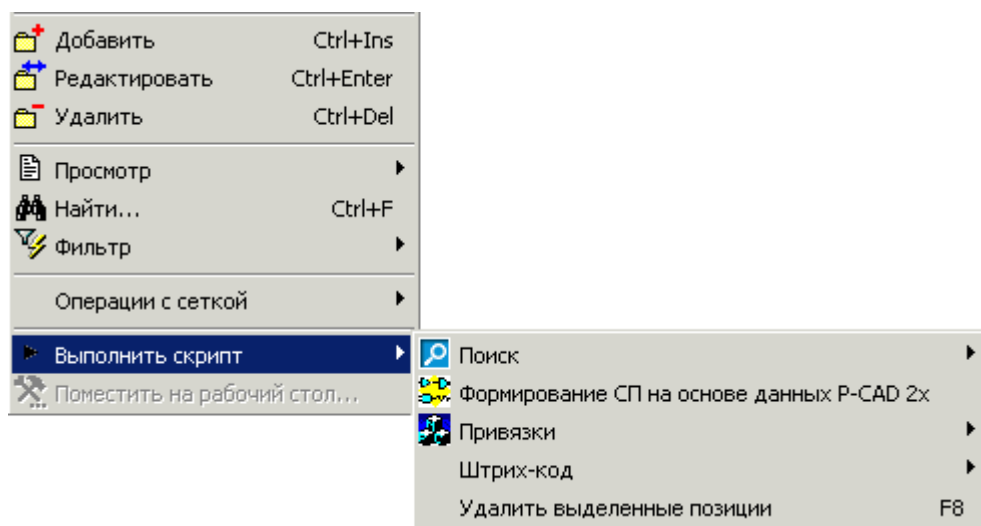 Добавить Ctrl+Ins
Редактировать Ctrl+Enter
Удалить Ctrl+Del
Просмотр
Найти... Ctrl+F
Фильтр
Операции с сеткой
Выполнить скрипт
Поместить на рабочий стол...
Поиск
Формирование СП на основе данных P-CAD 2x
Привязки
Штрих-код
Удалить выделенные позиции F8